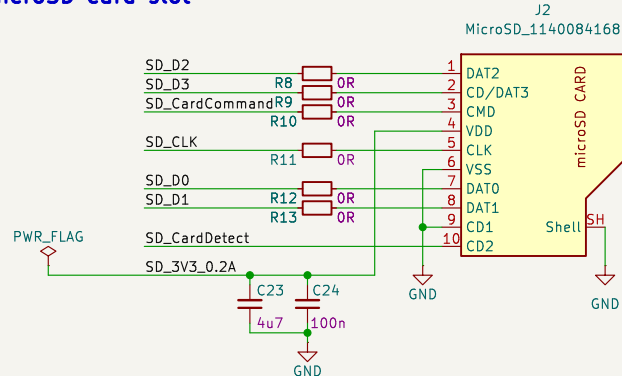 microSD card slot
J2
MicroSD_1140084168
SD_D2 1 DAT2
R8 0R
SD_D3 2 CD/DAT3
SD_CardCommand R9 0R 3 CMD
R10 0R
4 VDD
SD_CLK 5 CLK
R11 0R
6 VSS
SD_D0 7 DAT0
R12 0R
SD_D1 8 DAT1
R13 0R
9 CD1
SD_CardDetect 10 CD2
microSD CARD
Shell SH
PWR_FLAG
SD_3V3_0.2A
C23 C24
4u7 100n
GND
GND
GND